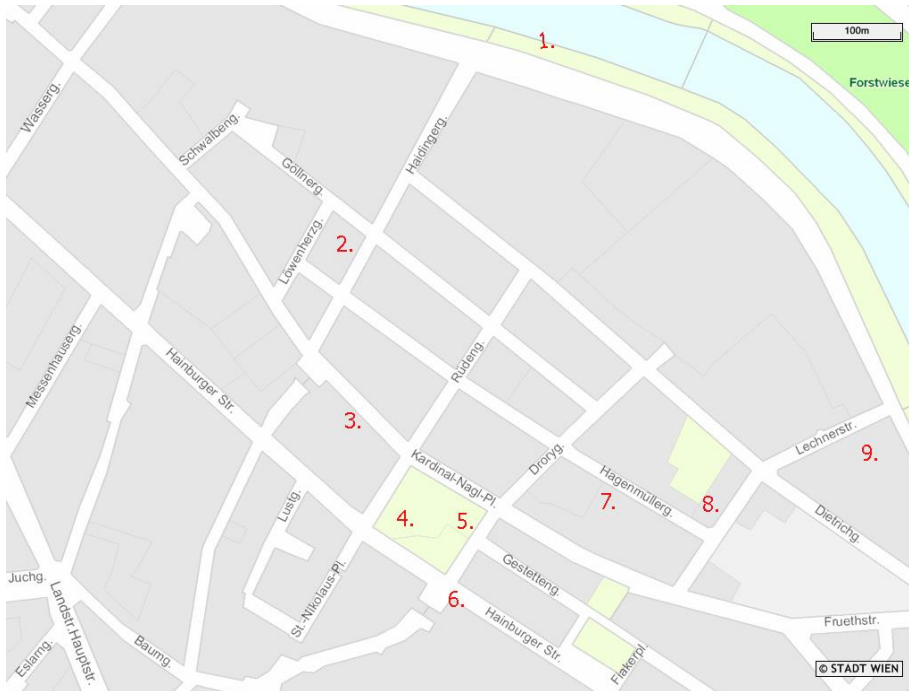 1.
100m
Forstwiese
Wasserg.
Schwalbeng.
Haidingerg.
Göllnerg.
2.
Löwenherzg.
Messenhauserg.
Hainburger Str.
Rüdeng.
3.
Kardinal-Nagl-Pl.
Lechnerstr.
9.
Droryg.
Hagenmüllerg.
7.
8.
Lustg.
4.
5.
Dietrichg.
Gestetteng.
St.-Nikolaus-Pl.
6.
Juchg.
Landstr.Hauptstr.
Hainburger Str.
Fruethstr.
Eslarng.
Baumg.
Fiakerpl.
© STADT WIEN